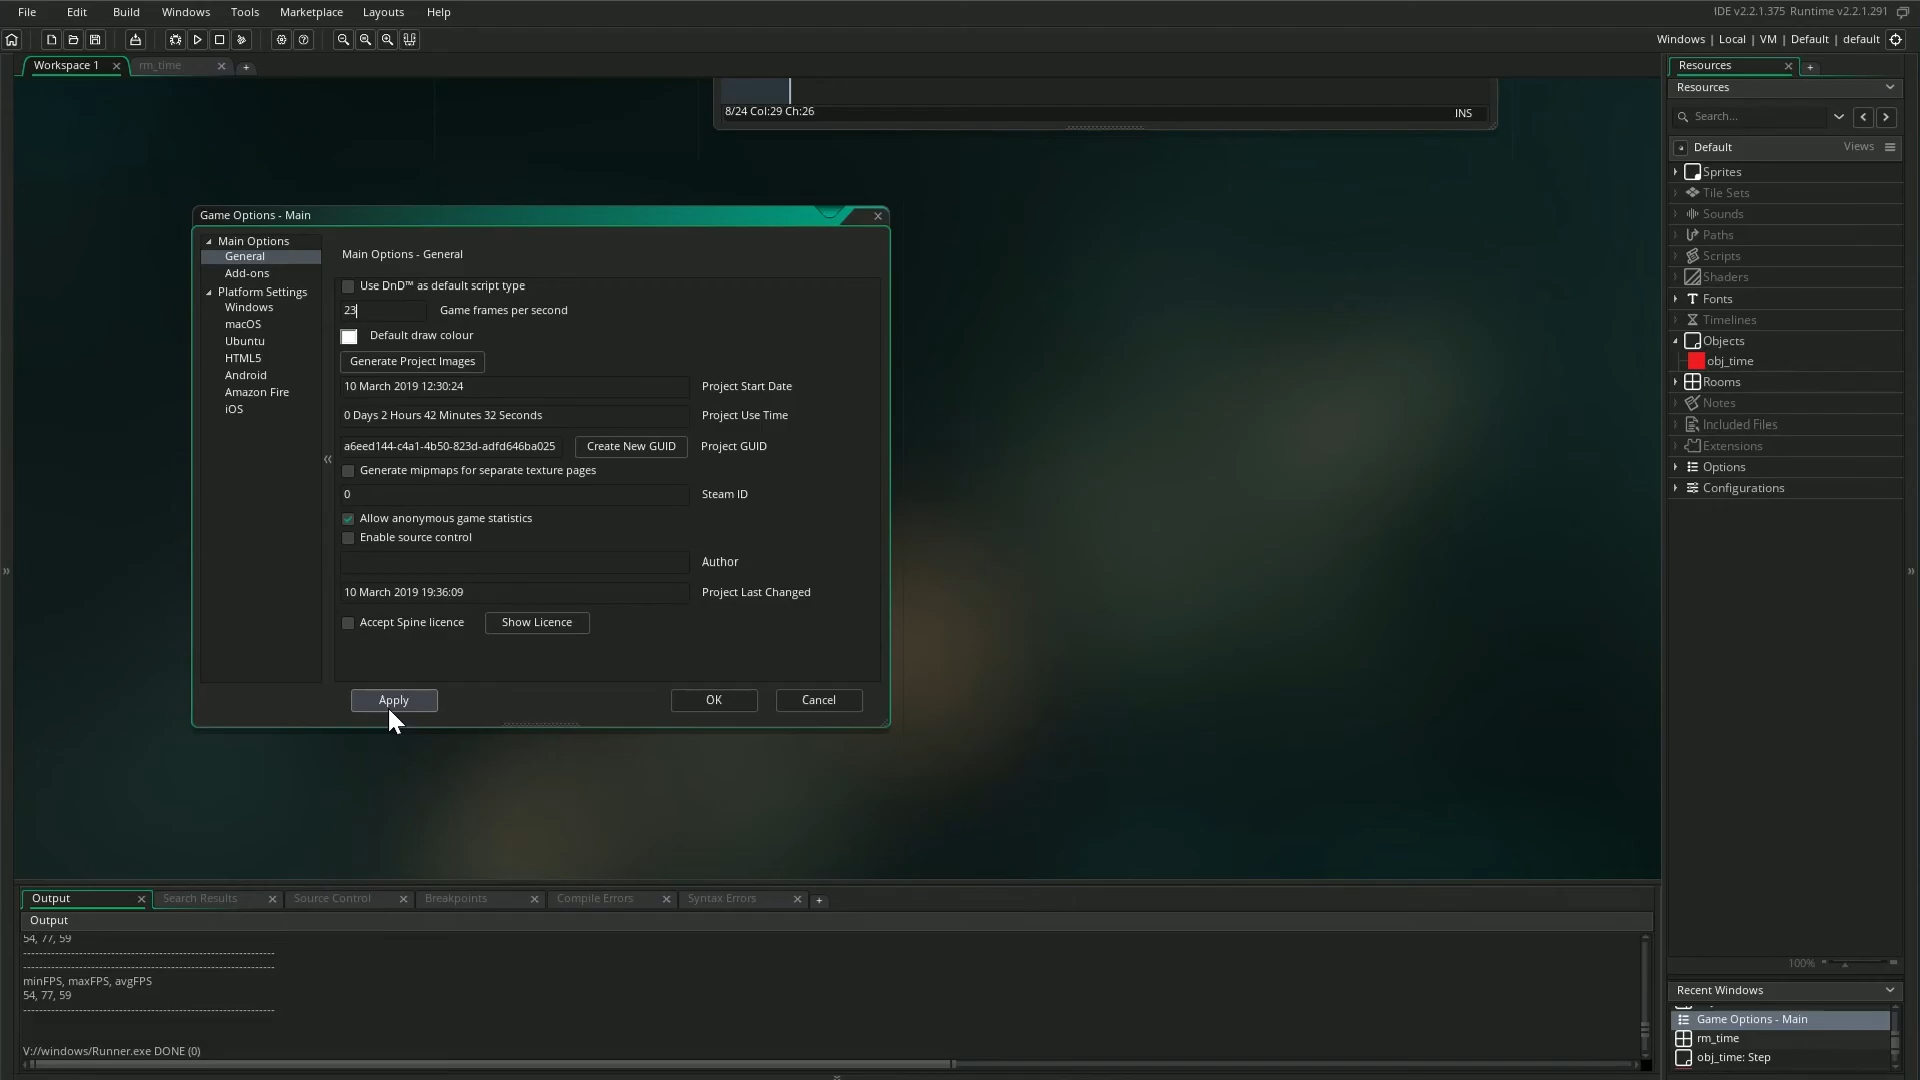 File Edit Build Windows Tools Marketplace Layouts Help
IDE v2.2.1.375 Runtime v2.2.1.291
Windows | Local | VM | Default | default
Workspace 1
rm_time
8/24 Col:29 Ch:26
INS
Game Options - Main
Main Options
General
Add-ons
Platform Settings
Windows
macOS
Ubuntu
HTML5
Android
Amazon Fire
iOS
Main Options - General
Use DnD™ as default script type
23 Game frames per second
Default draw colour
Generate Project Images
10 March 2019 12:30:24 Project Start Date
0 Days 2 Hours 42 Minutes 32 Seconds Project Use Time
a6eed144-c4a1-4b50-823d-adfd646ba025 Create New GUID Project GUID
Generate mipmaps for separate texture pages
0 Steam ID
Allow anonymous game statistics
Enable source control
Author
10 March 2019 19:36:09 Project Last Changed
Accept Spine licence Show Licence
Apply OK Cancel
Resources
Resources
Search...
Default Views
Sprites
Tile Sets
Sounds
Paths
Scripts
Shaders
Fonts
Timelines
Objects
obj_time
Rooms
Notes
Included Files
Extensions
Options
Configurations
100%
Recent Windows
Game Options - Main
rm_time
obj_time: Step
Output Search Results Source Control Breakpoints Compile Errors Syntax Errors
Output
54, 77, 59
minFPS, maxFPS, avgFPS
54, 77, 59
V://windows/Runner.exe DONE (0)